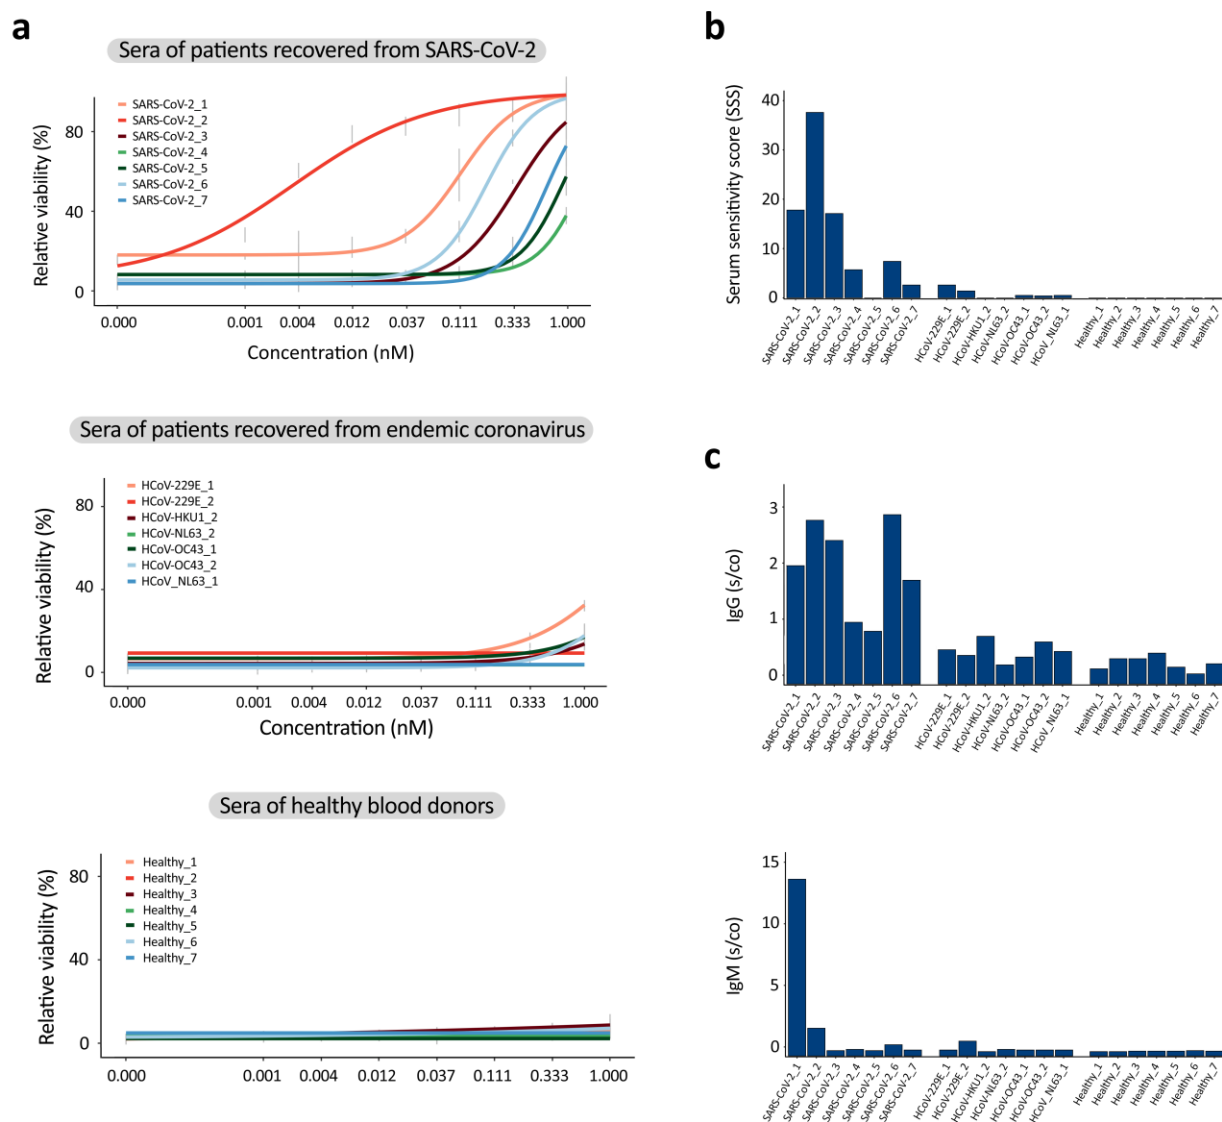 a
Sera of patients recovered from SARS-CoV-2
Relative viability (%)
80
40
0
SARS-CoV-2_1
SARS-CoV-2_2
SARS-CoV-2_3
SARS-CoV-2_4
SARS-CoV-2_5
SARS-CoV-2_6
SARS-CoV-2_7
0.000 0.001 0.004 0.012 0.037 0.111 0.333 1.000
Concentration (nM)
Sera of patients recovered from endemic coronavirus
Relative viability (%)
80
40
0
HCoV-229E_1
HCoV-229E_2
HCoV-HKU1_2
HCoV-NL63_2
HCoV-OC43_1
HCoV-OC43_2
HCoV_NL63_1
0.000 0.001 0.004 0.012 0.037 0.111 0.333 1.000
Concentration (nM)
Sera of healthy blood donors
Relative viability (%)
80
40
0
Healthy_1
Healthy_2
Healthy_3
Healthy_4
Healthy_5
Healthy_6
Healthy_7
0.000 0.001 0.004 0.012 0.037 0.111 0.333 1.000
b
Serum sensitivity score (SSS)
40
30
20
10
0
SARS-CoV-2_1
SARS-CoV-2_2
SARS-CoV-2_3
SARS-CoV-2_4
SARS-CoV-2_5
SARS-CoV-2_6
SARS-CoV-2_7
HCoV-229E_1
HCoV-229E_2
HCoV-HKU1_2
HCoV-NL63_2
HCoV-OC43_1
HCoV-OC43_2
HCoV_NL63_1
Healthy_1
Healthy_2
Healthy_3
Healthy_4
Healthy_5
Healthy_6
Healthy_7
c
IgG (s/co)
3
2
1
0
SARS-CoV-2_1
SARS-CoV-2_2
SARS-CoV-2_3
SARS-CoV-2_4
SARS-CoV-2_5
SARS-CoV-2_6
SARS-CoV-2_7
HCoV-229E_1
HCoV-229E_2
HCoV-HKU1_2
HCoV-NL63_2
HCoV-OC43_1
HCoV-OC43_2
HCoV_NL63_1
Healthy_1
Healthy_2
Healthy_3
Healthy_4
Healthy_5
Healthy_6
Healthy_7
IgM (s/co)
15
10
5
0
SARS-CoV-2_1
SARS-CoV-2_2
SARS-CoV-2_3
SARS-CoV-2_4
SARS-CoV-2_5
SARS-CoV-2_6
SARS-CoV-2_7
HCoV-229E_1
HCoV-229E_2
HCoV-HKU1_2
HCoV-NL63_2
HCoV-OC43_1
HCoV-OC43_2
HCoV_NL63_1
Healthy_1
Healthy_2
Healthy_3
Healthy_4
Healthy_5
Healthy_6
Healthy_7